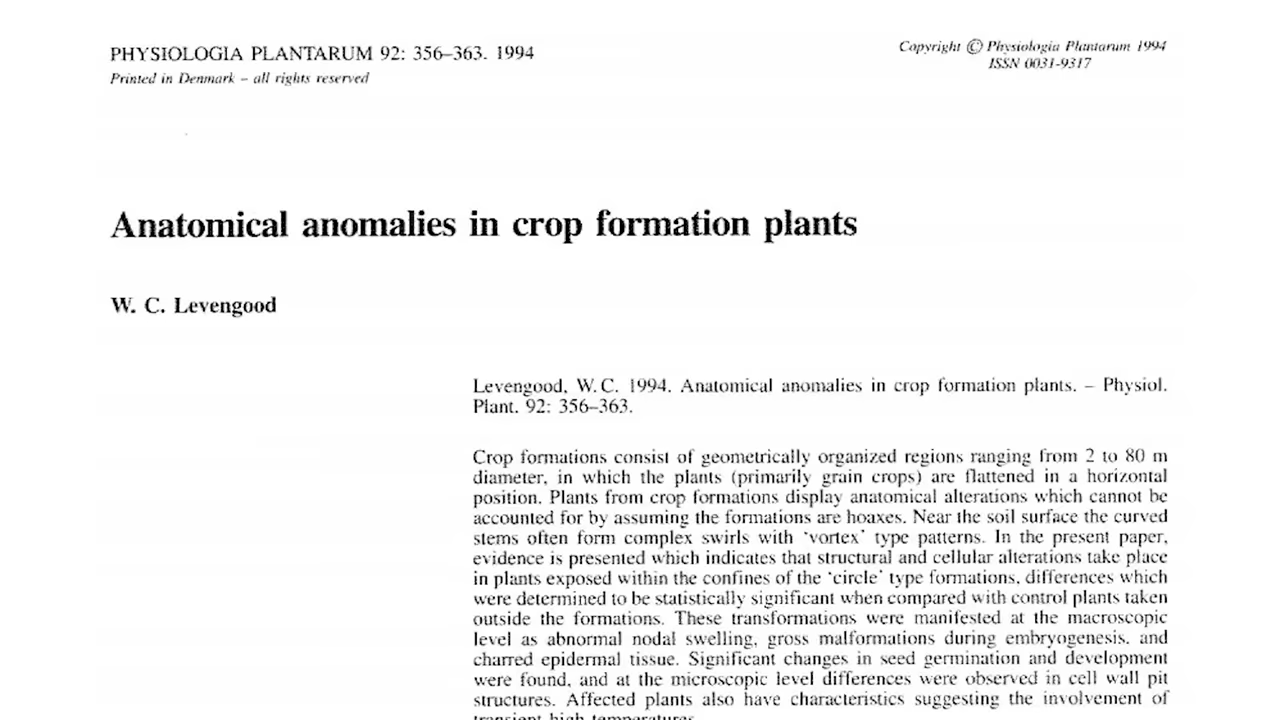 PHYSIOLOGIA PLANTARUM 92: 356–363. 1994
Printed in Denmark – all rights reserved
Copyright © Physiologia Plantarum 1994
ISSN 0031-9317
Anatomical anomalies in crop formation plants
W. C. Levengood
Levengood, W. C. 1994. Anatomical anomalies in crop formation plants. – Physiol.
Plant. 92: 356–363.
Crop formations consist of geometrically organized regions ranging from 2 to 80 m
diameter, in which the plants (primarily grain crops) are flattened in a horizontal
position. Plants from crop formations display anatomical alterations which cannot be
accounted for by assuming the formations are hoaxes. Near the soil surface the curved
stems often form complex swirls with ‘vortex’ type patterns. In the present paper,
evidence is presented which indicates that structural and cellular alterations take place
in plants exposed within the confines of the ‘circle’ type formations, differences which
were determined to be statistically significant when compared with control plants taken
outside the formations. These transformations were manifested at the macroscopic
level as abnormal nodal swelling, gross malformations during embryogenesis, and
charred epidermal tissue. Significant changes in seed germination and development
were found, and at the microscopic level differences were observed in cell wall pit
structures. Affected plants also have characteristics suggesting the involvement of
transient high temperatures.